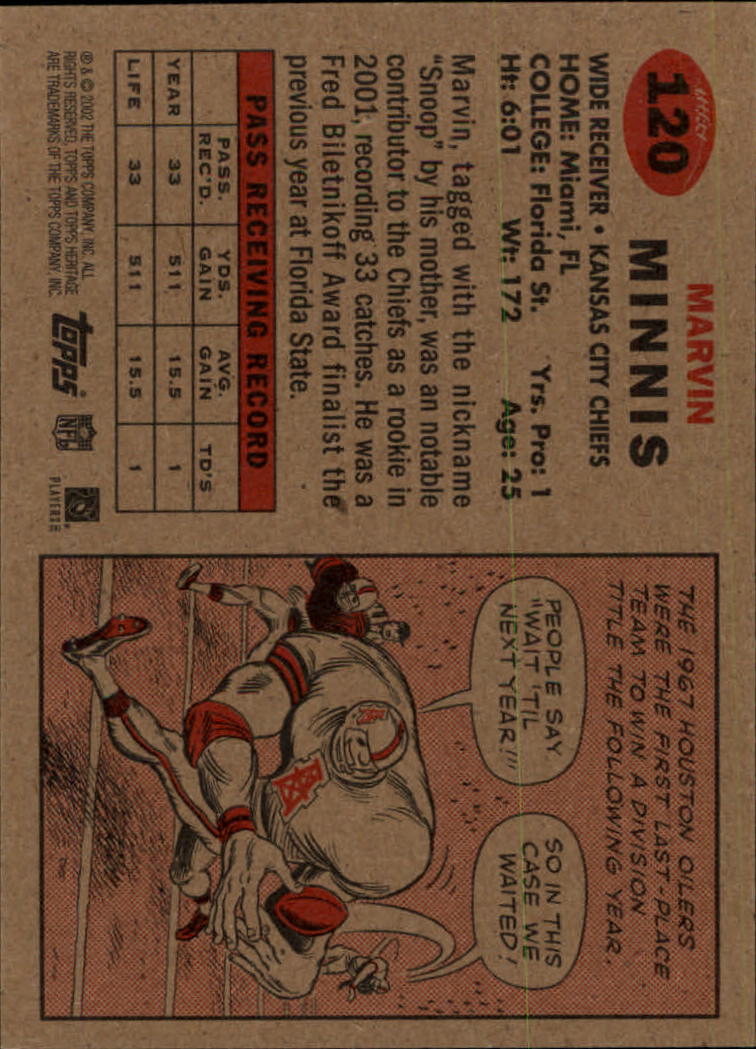 120
MARVIN
MINNIS
WIDE RECEIVER • KANSAS CITY CHIEFS
HOME: Miami, FL
COLLEGE: Florida St. Yrs. Pro: 1
Ht: 6:01 Wt: 172 Age: 25
Marvin, tagged with the nickname
"Snoop" by his mother, was an notable
contributor to the Chiefs as a rookie in
2001, recording 33 catches. He was a
Fred Biletnikoff Award finalist the
previous year at Florida State.
PASS RECEIVING RECORD
PASS. REC'D. YDS. GAIN AVG. GAIN TD'S
YEAR 33 511 15.5 1
LIFE 33 511 15.5 1
® & © 2002 THE TOPPS COMPANY, INC. ALL
RIGHTS RESERVED. TOPPS AND TOPPS HERITAGE
ARE TRADEMARKS OF THE TOPPS COMPANY, INC.
topps®
NFL
PLAYERS INC
THE 1967 HOUSTON OILERS
WERE THE FIRST LAST-PLACE
TEAM TO WIN A DIVISION
TITLE THE FOLLOWING YEAR.
PEOPLE SAY,
"WAIT 'TIL
NEXT YEAR!!"
SO IN THIS
CASE WE
WAITED!